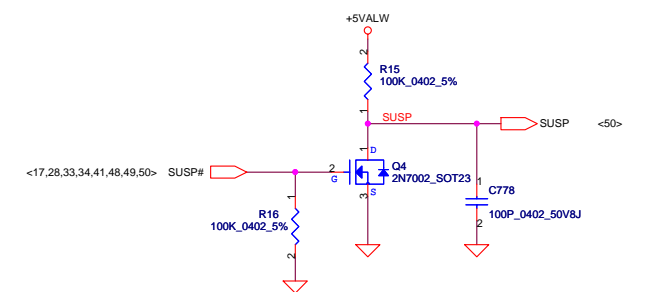 +5VALW
2
R15
100K_0402_5%
1
SUSP
SUSP <50>
1
D
Q4
2N7002_SOT23
<17,28,33,34,41,48,49,50> SUSP#
2
G
S
3
1
C778
100P_0402_50V8J
2
1
R16
100K_0402_5%
2